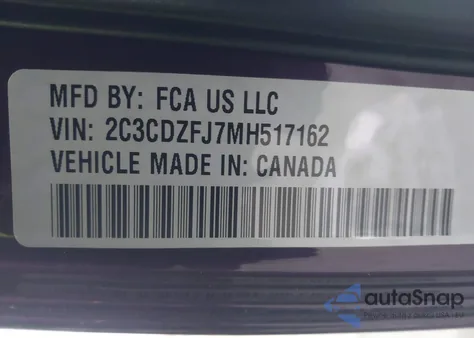 MFD BY: FCA US LLC
VIN: 2C3CDZFJ7MH517162
VEHICLE MADE IN: CANADA
autoSnap